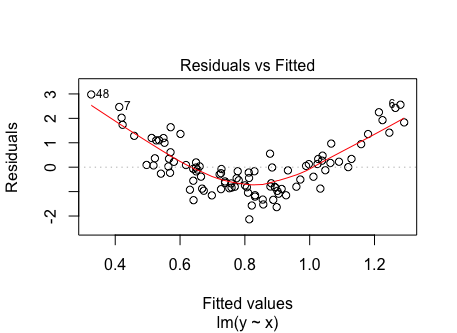 Residuals vs Fitted
Residuals
3
2
1
0
-2
48
7
6
0.4 0.6 0.8 1.0 1.2
Fitted values
lm(y ~ x)